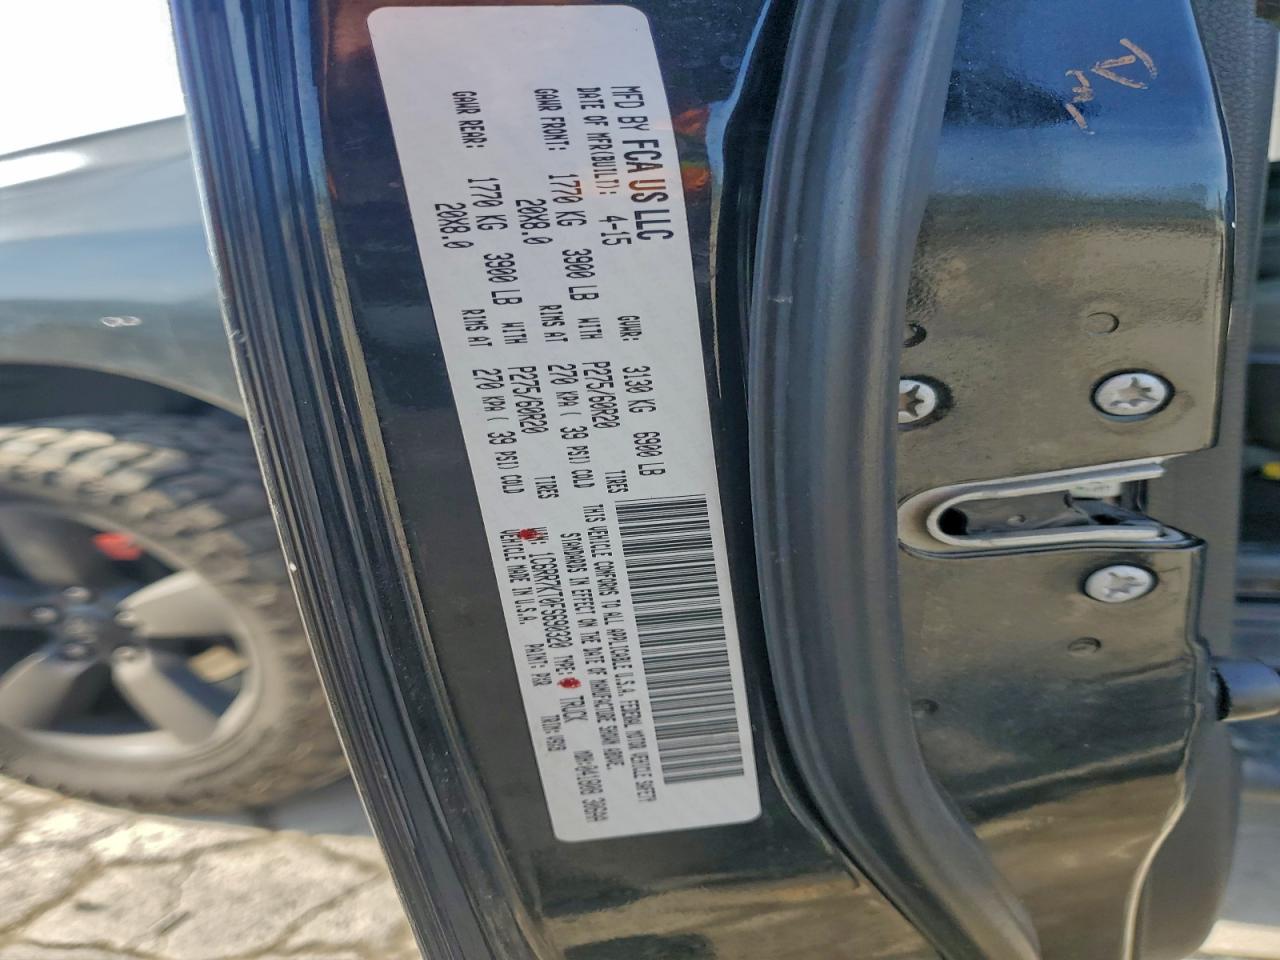 MFD BY FCA US LLC
DATE OF MFR(BUILT): 4-15 GVWR: 3130 KG 6900 LB
GAWR FRONT: 1770 KG 3900 LB WITH P275/60R20 TIRES
20X8.0 RIMS AT 270 KPA( 39 PSI) COLD
GAWR REAR: 1770 KG 3900 LB WITH P275/60R20 TIRES
20X8.0 RIMS AT 270 KPA( 39 PSI) COLD
THIS VEHICLE CONFORMS TO ALL APPLICABLE U.S.A. FEDERAL MOTOR VEHICLE SAFETY
STANDARDS IN EFFECT ON THE DATE OF MANUFACTURE SHOWN ABOVE.
VIN: TYPE: TRUCK
VEHICLE MADE IN U.S.A. PAINT: PXR